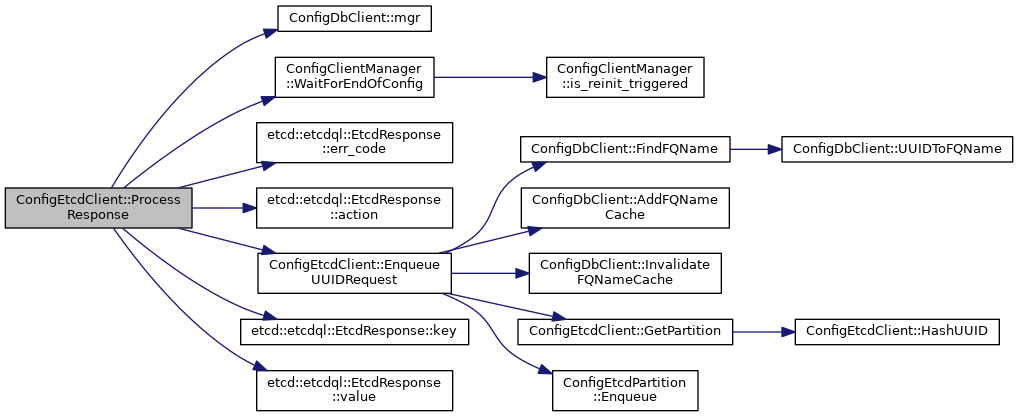 ConfigDbClient::mgr
ConfigClientManager
::WaitForEndOfConfig
ConfigClientManager
::is_reinit_triggered
etcd::etcdql::EtcdResponse
::err_code
ConfigDbClient::FindFQName
ConfigDbClient::UUIDToFQName
ConfigEtcdClient::Process
Response
etcd::etcdql::EtcdResponse
::action
ConfigDbClient::AddFQName
Cache
ConfigEtcdClient::Enqueue
UUIDRequest
ConfigDbClient::Invalidate
FQNameCache
etcd::etcdql::EtcdResponse::key
ConfigEtcdClient::GetPartition
ConfigEtcdClient::HashUUID
etcd::etcdql::EtcdResponse
::value
ConfigEtcdPartition
::Enqueue